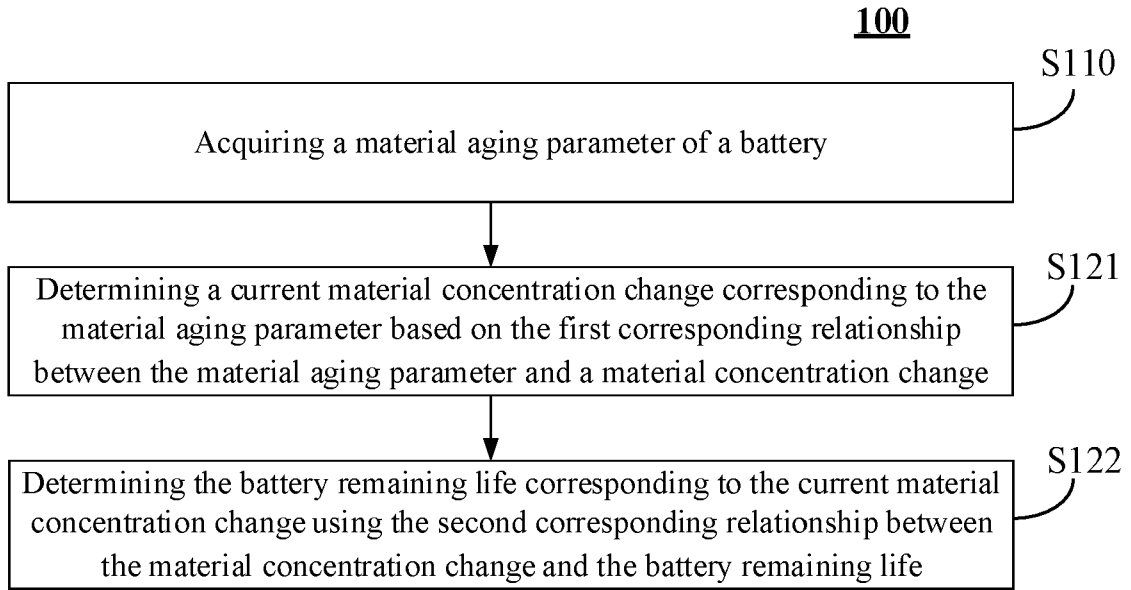 100
S110
Acquiring a material aging parameter of a battery
S121
Determining a current material concentration change corresponding to the
material aging parameter based on the first corresponding relationship
between the material aging parameter and a material concentration change
S122
Determining the battery remaining life corresponding to the current material
concentration change using the second corresponding relationship between
the material concentration change and the battery remaining life